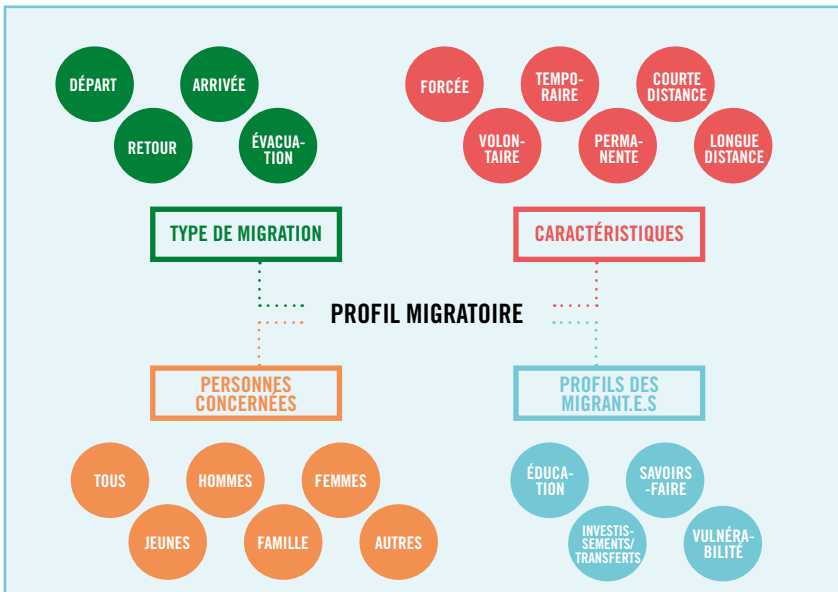 DÉPART
ARRIVÉE
RETOUR
ÉVACUA-
TION
TYPE DE MIGRATION
FORCÉE
TEMPO-
RAIRE
COURTE
DISTANCE
VOLON-
TAIRE
PERMA-
NENTE
LONGUE
DISTANCE
CARACTÉRISTIQUES
PROFIL MIGRATOIRE
PERSONNES
CONCERNÉES
TOUS
HOMMES
FEMMES
JEUNES
FAMILLE
AUTRES
PROFILS DES
MIGRANT.E.S
ÉDUCA-
TION
SAVOIRS
-FAIRE
INVESTIS-
SEMENTS/
TRANSFERTS
VULNÉRA-
BILITÉ